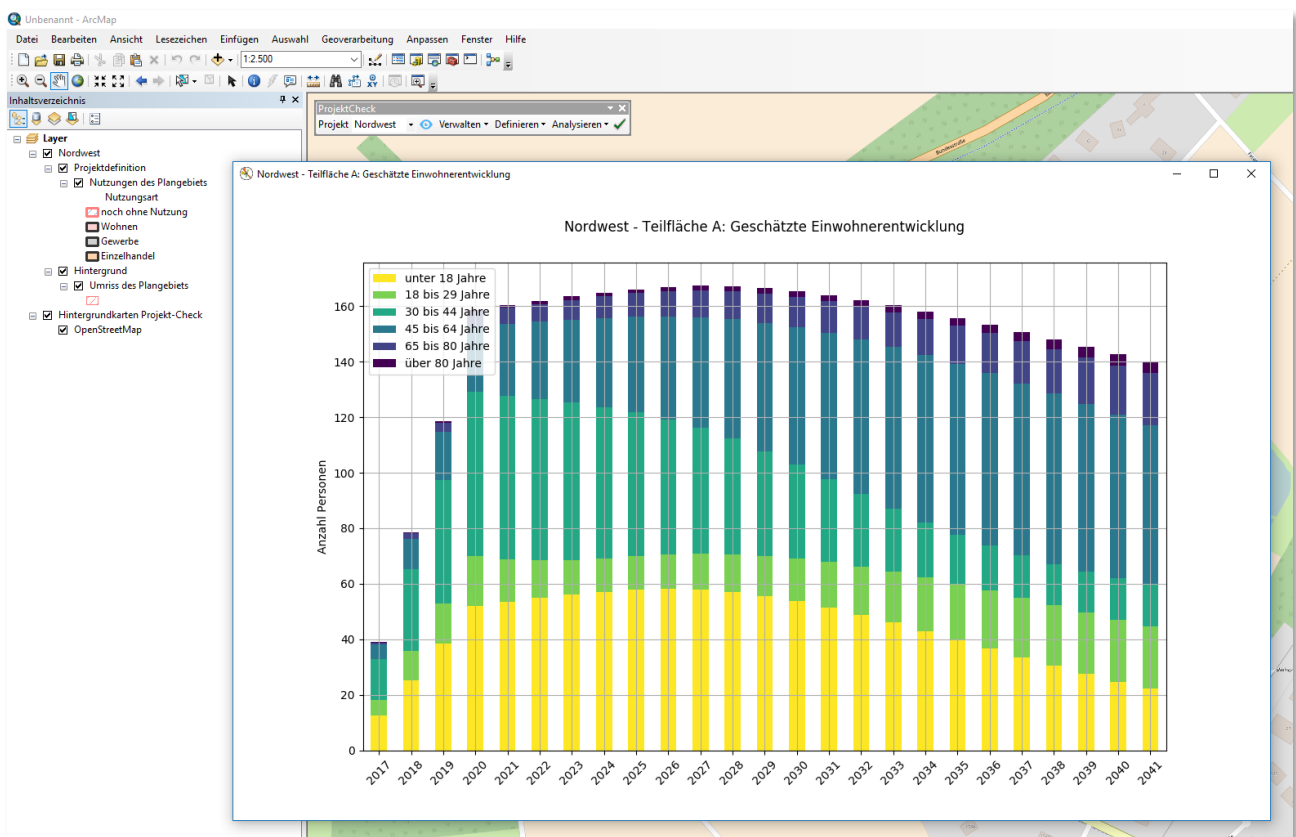 Unbenannt - ArcMap
Datei Bearbeiten Ansicht Lesezeichen Einfügen Auswahl Geoverarbeitung Anpassen Fenster Hilfe
1:2.500
Inhaltsverzeichnis
Layer
Nordwest
Projektdefinition
Nutzungen des Plangebiets
Nutzungsart
noch ohne Nutzung
Wohnen
Gewerbe
Einzelhandel
Hintergrund
Umriss des Plangebiets
Hintergrundkarten Projekt-Check
OpenStreetMap
ProjektCheck
Projekt Nordwest Verwalten Definieren Analysieren
Bundesstraße
Nordwest - Teilfläche A: Geschätzte Einwohnerentwicklung
Nordwest - Teilfläche A: Geschätzte Einwohnerentwicklung
unter 18 Jahre
18 bis 29 Jahre
30 bis 44 Jahre
45 bis 64 Jahre
65 bis 80 Jahre
über 80 Jahre
Anzahl Personen
160
140
120
100
80
60
40
20
0
2017 2018 2019 2020 2021 2022 2023 2024 2025 2026 2027 2028 2029 2030 2031 2032 2033 2034 2035 2036 2037 2038 2039 2040 2041